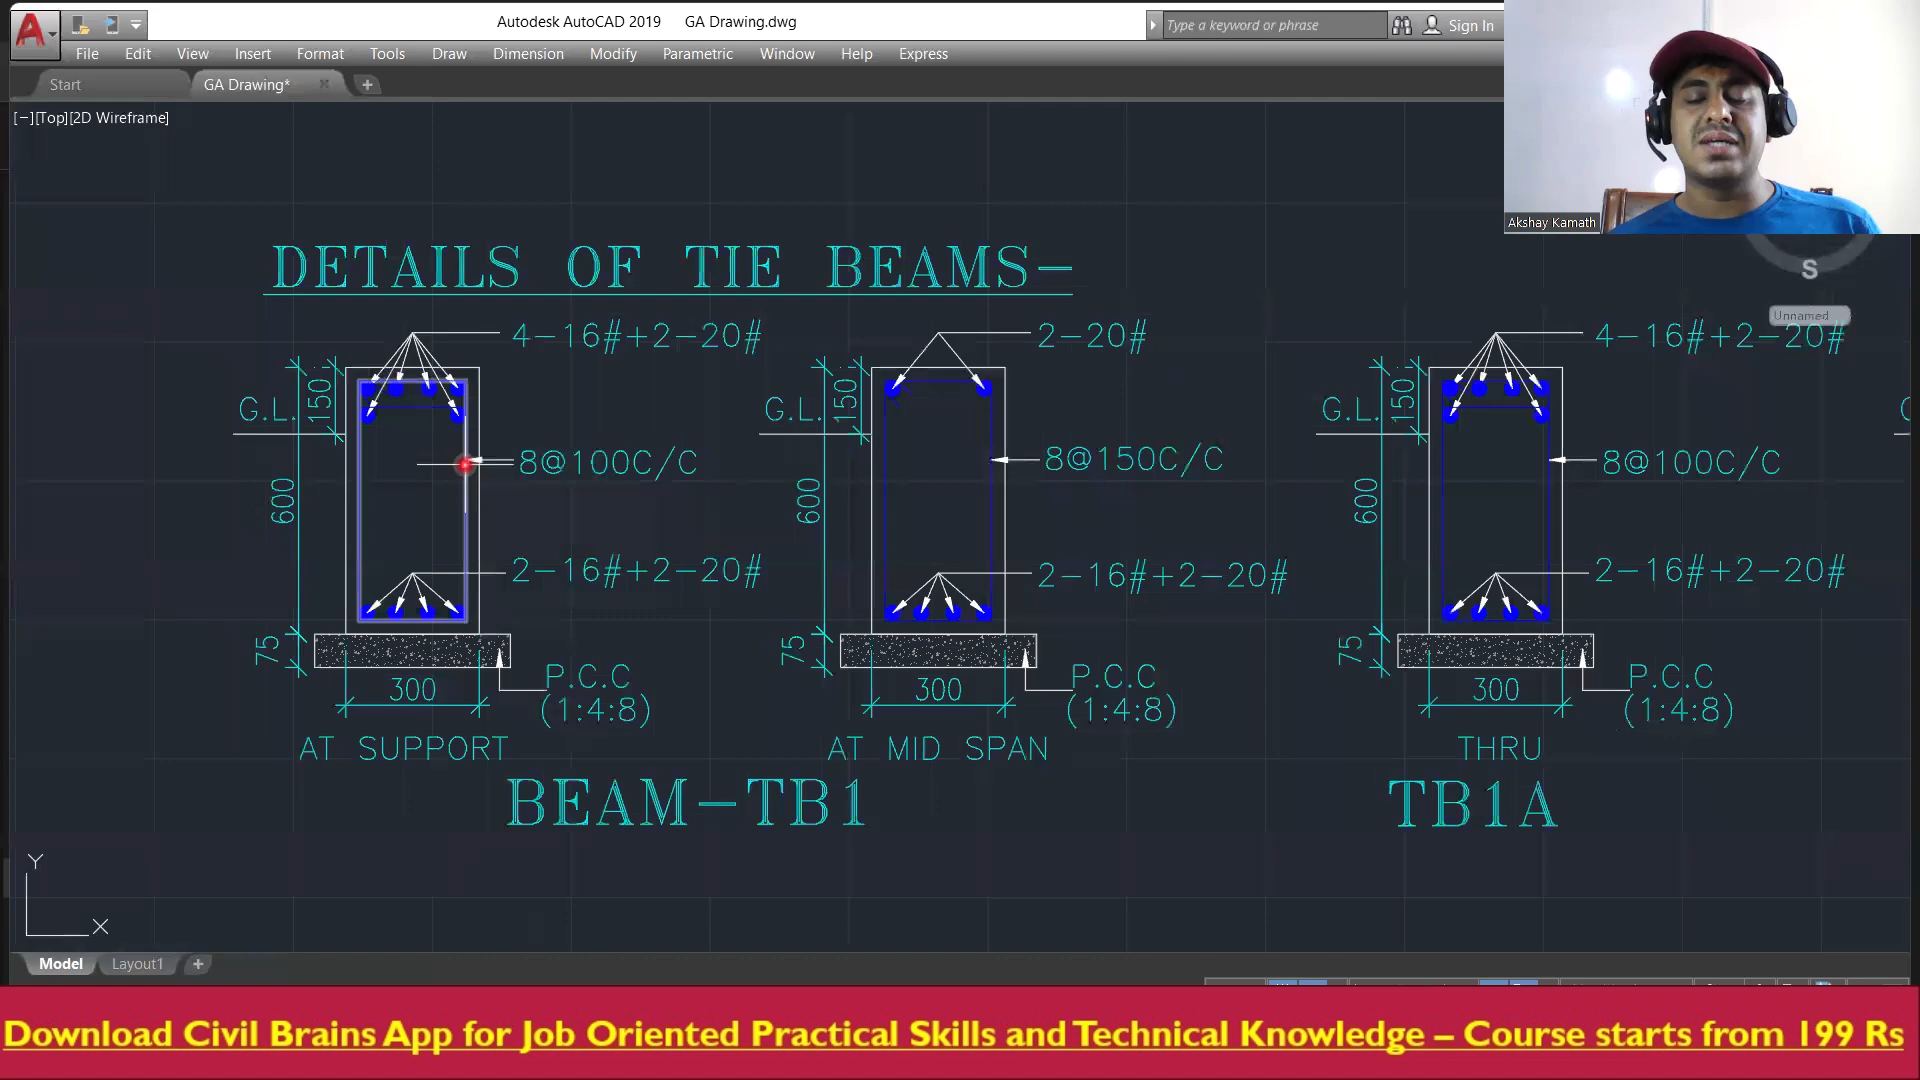 Autodesk AutoCAD 2019 GA Drawing.dwg
Type a keyword or phrase
Sign In
File Edit View Insert Format Tools Draw Dimension Modify Parametric Window Help Express
Start
GA Drawing*
[−][Top][2D Wireframe]
Akshay Kamath
S
Unnamed
DETAILS OF TIE BEAMS-
4-16#+2-20#
150
G.L.
8@100C/C
600
2-16#+2-20#
75
300
P.C.C
(1:4:8)
AT SUPPORT
2-20#
150
G.L.
8@150C/C
600
2-16#+2-20#
75
300
P.C.C
(1:4:8)
AT MID SPAN
BEAM-TB1
4-16#+2-20#
150
G.L.
8@100C/C
600
2-16#+2-20#
75
300
P.C.C
(1:4:8)
THRU
TB1A
Y
X
Model
Layout1
Download Civil Brains App for Job Oriented Practical Skills and Technical Knowledge – Course starts from 199 Rs